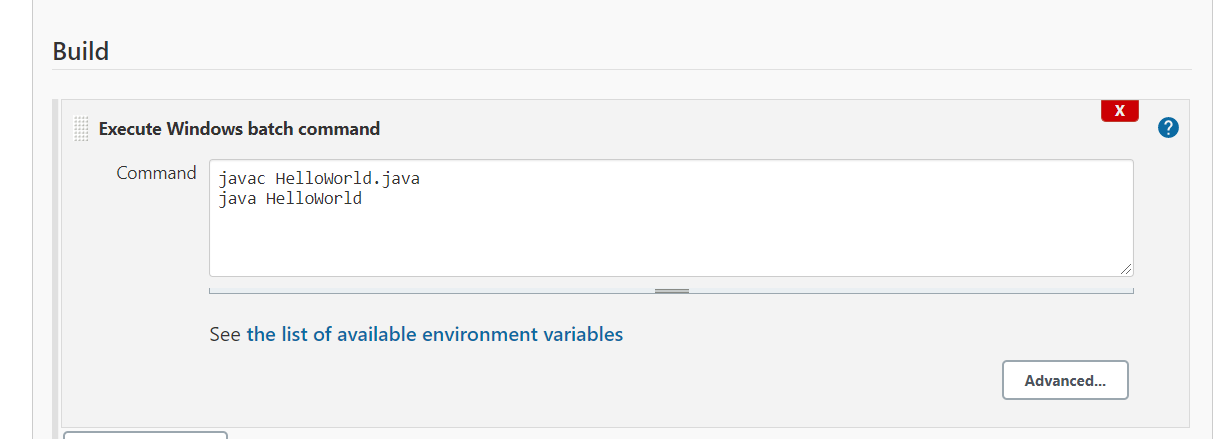 Build
X
Execute Windows batch command
?
Command
javac HelloWorld.java
java HelloWorld
See the list of available environment variables
Advanced...